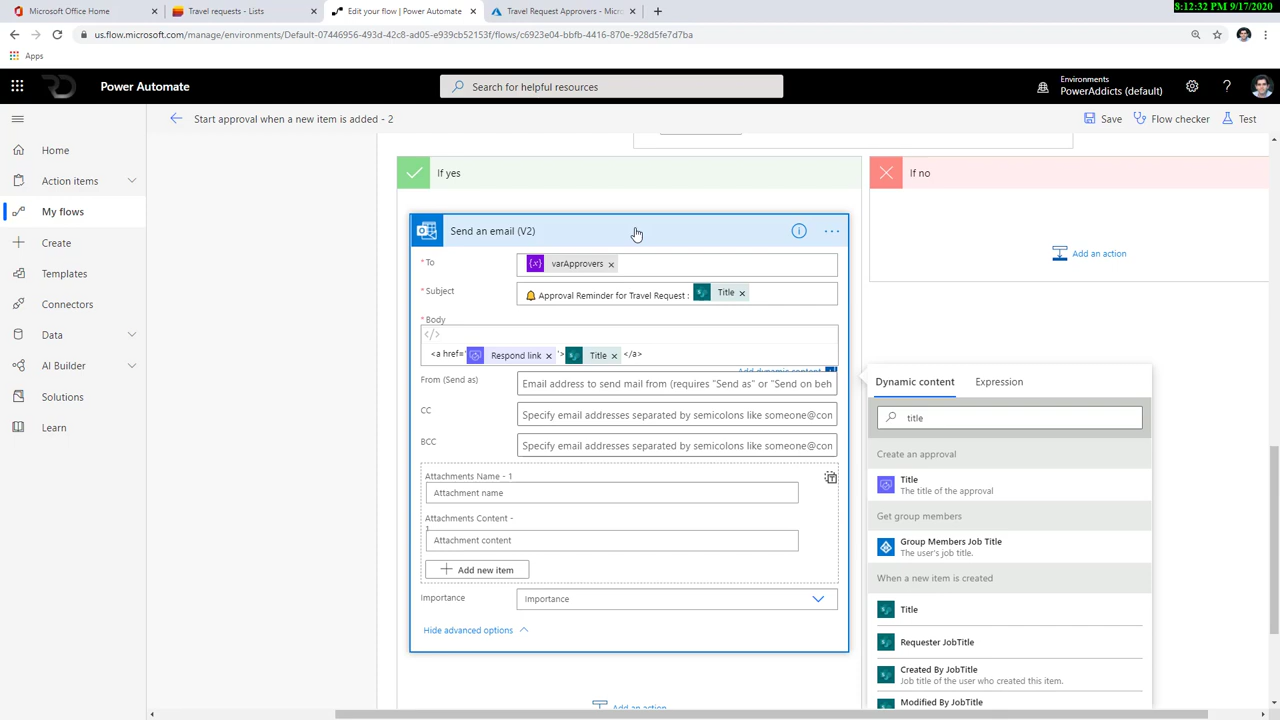 8:12:32 PM 9/17/2020
Microsoft Office Home
Travel requests - Lists
Edit your flow | Power Automate
Travel Request Approvers - Micros
us.flow.microsoft.com/manage/environments/Default-07446956-493d-42c8-ad05-e939cb52153f/flows/c6923e04-bbfb-4416-870e-928d5fe7d7ba
Apps
Power Automate
Search for helpful resources
Environments
PowerAddicts (default)
Start approval when a new item is added - 2
Save
Flow checker
Test
Home
Action items
My flows
Create
Templates
Connectors
Data
AI Builder
Solutions
Learn
If yes
If no
Add an action
Send an email (V2)
* To
{x} varApprovers
* Subject
Approval Reminder for Travel Request : Title
* Body
</>
<a href=' Respond link '> Title </a>
Add dynamic content
From (Send as)
Email address to send mail from (requires "Send as" or "Send on beh
CC
Specify email addresses separated by semicolons like someone@con
BCC
Specify email addresses separated by semicolons like someone@con
Attachments Name - 1
Attachment name
Attachments Content -
1
Attachment content
Add new item
Importance
Importance
Hide advanced options
Add an action
Dynamic content
Expression
title
Create an approval
Title
The title of the approval
Get group members
Group Members Job Title
The user's job title.
When a new item is created
Title
Requester JobTitle
Created By JobTitle
Job title of the user who created this item.
Modified By JobTitle